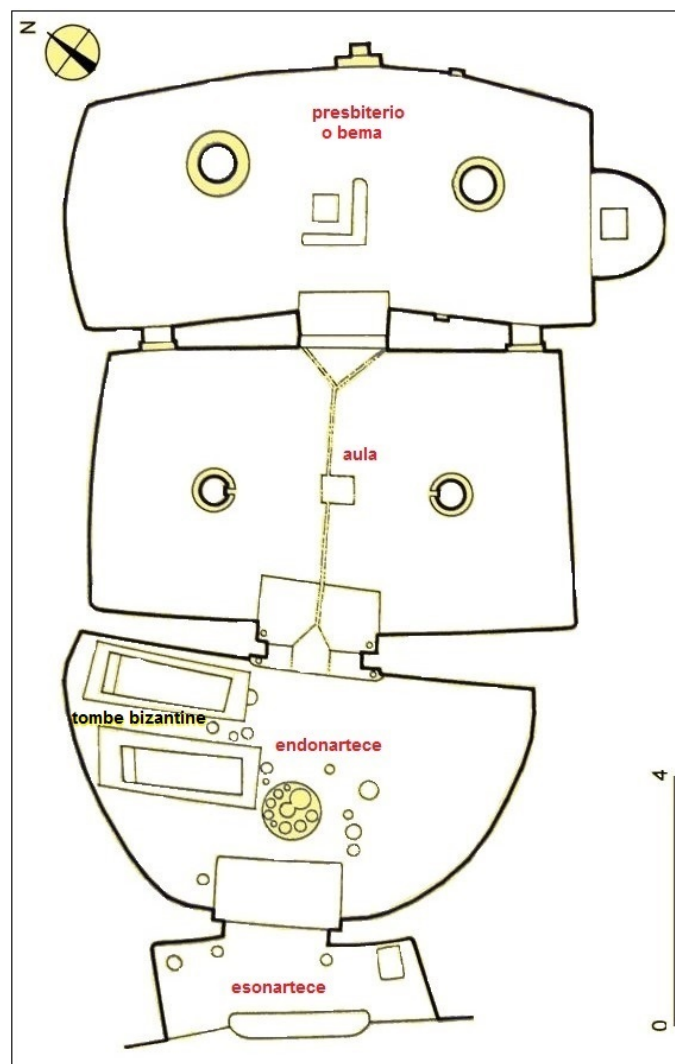 N
presbiterio
o bema
aula
tombe bizantine
endonartece
esonartece
4
0